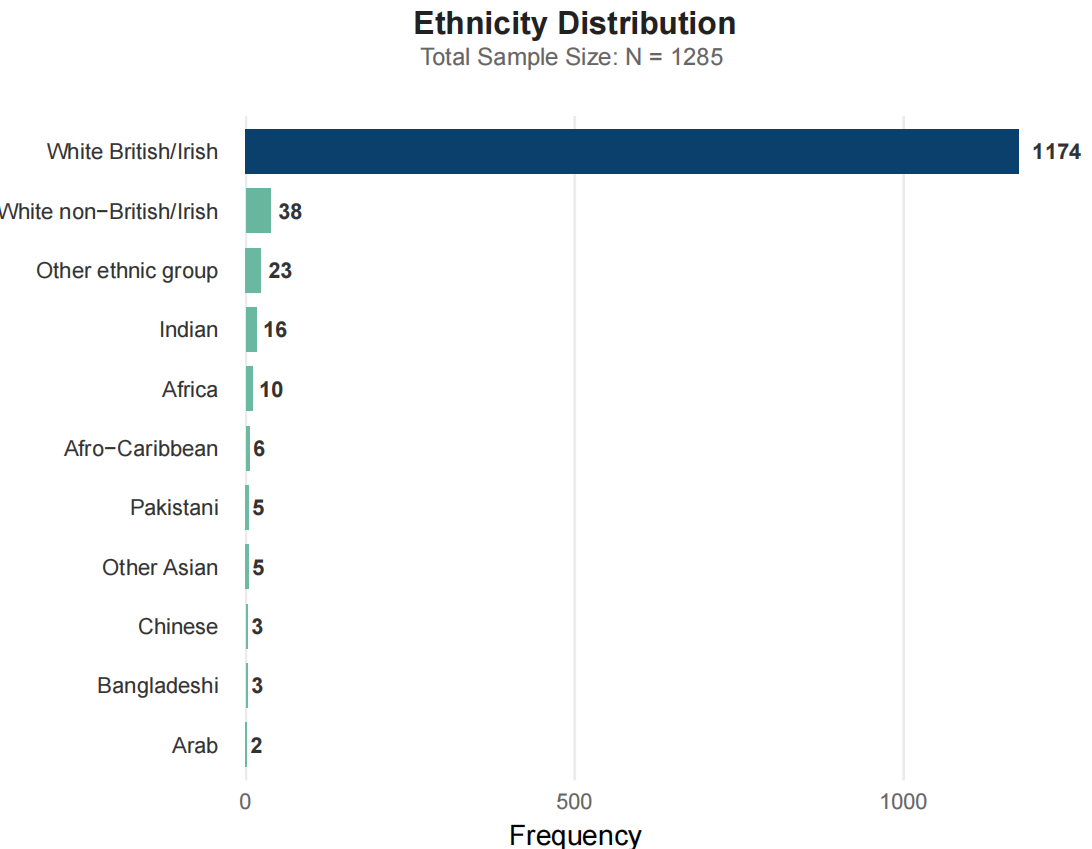 Ethnicity Distribution
Total Sample Size: N = 1285
White British/Irish 1174
White non−British/Irish 38
Other ethnic group 23
Indian 16
Africa 10
Afro−Caribbean 6
Pakistani 5
Other Asian 5
Chinese 3
Bangladeshi 3
Arab 2
0 500 1000
Frequency